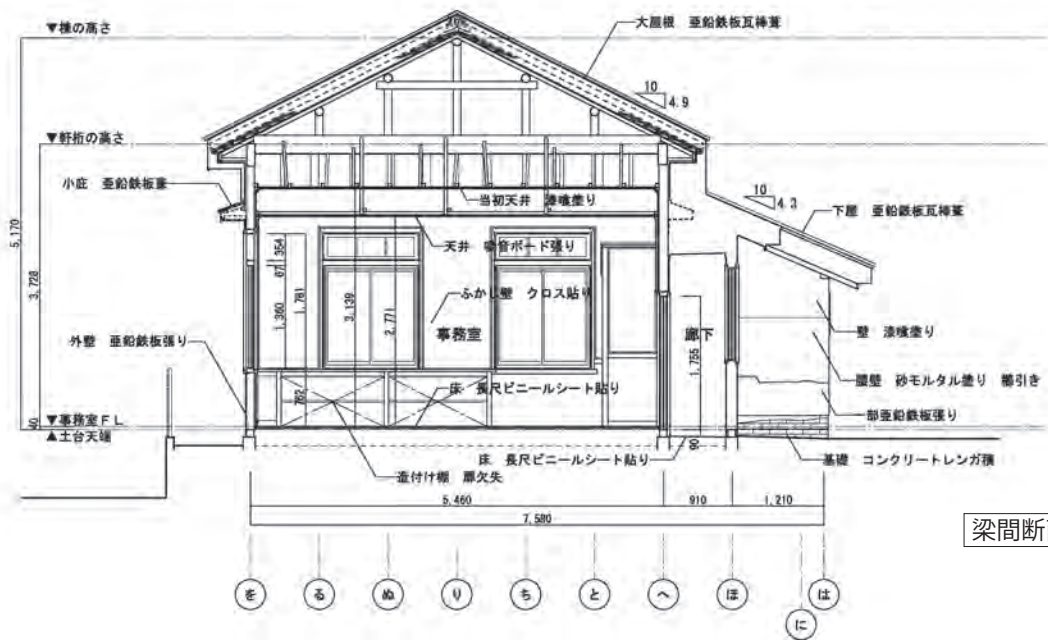 ▼棟の高さ
大屋根 亜鉛鉄板瓦棒葺
10
4.9
▼軒桁の高さ
小庇 亜鉛鉄板葺
当初天井 漆喰塗り
10
4.3
下屋 亜鉛鉄板瓦棒葺
天井 吸音ボード張り
5,170
3,728
354
67
1,781
1,360
3,139
2,771
ふかし壁 クロス貼り
事務室
廊下
1,755
壁 漆喰塗り
外壁 亜鉛鉄板張り
腰壁 砂モルタル塗り 櫛引き
762
床 長尺ビニールシート貼り
部亜鉛鉄板張り
40
▼事務室FL
▲土台天端
90
床 長尺ビニールシート貼り
基礎 コンクリートレンガ積
造付け棚 扉欠失
5,460
910
1,210
7,580
梁間断
を
る
ぬ
り
ち
と
へ
ほ
に
は